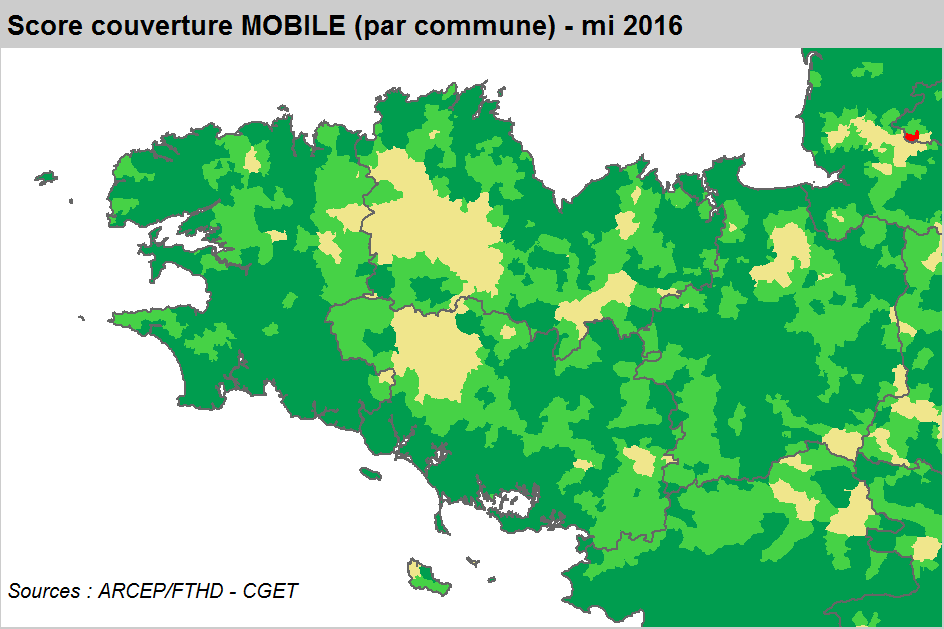 Score couverture MOBILE (par commune) - mi 2016
Sources : ARCEP/FTHD - CGET